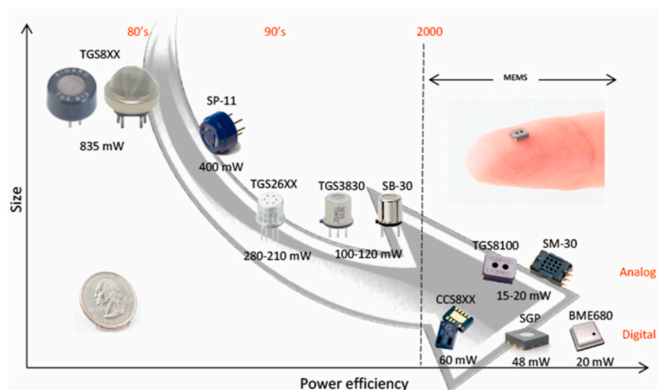 80's
90's
2000
TGS8XX
MEMS
SP-11
835 mW
400 mW
TGS26XX
TGS3830
SB-30
Size
280-210 mW
100-120 mW
TGS8100
SM-30
Analog
15-20 mW
CCS8XX
SGP
BME680
Digital
60 mW
48 mW
20 mW
Power efficiency